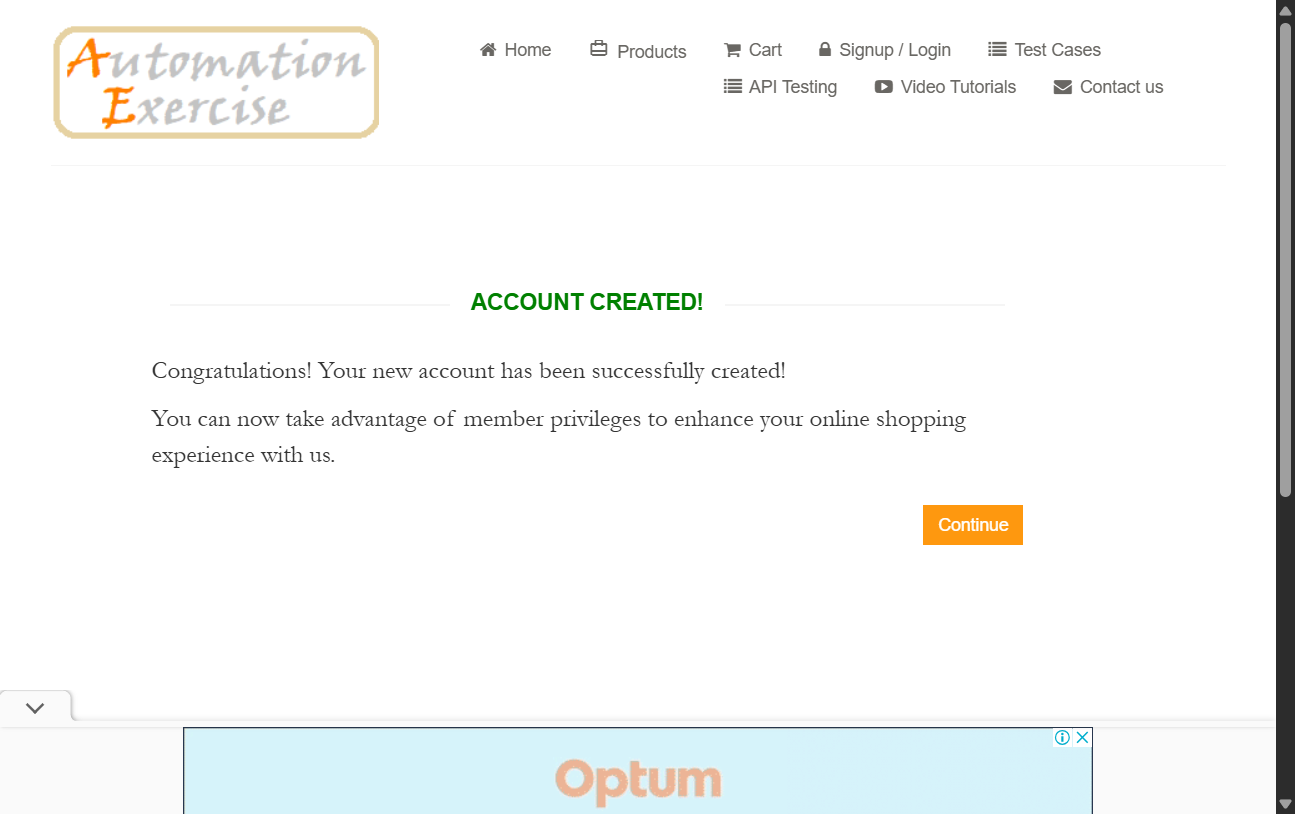 Automation
Exercise
Home
Products
Cart
Signup / Login
Test Cases
API Testing
Video Tutorials
Contact us
ACCOUNT CREATED!
Congratulations! Your new account has been successfully created!
You can now take advantage of member privileges to enhance your online shopping
experience with us.
Continue
Optum